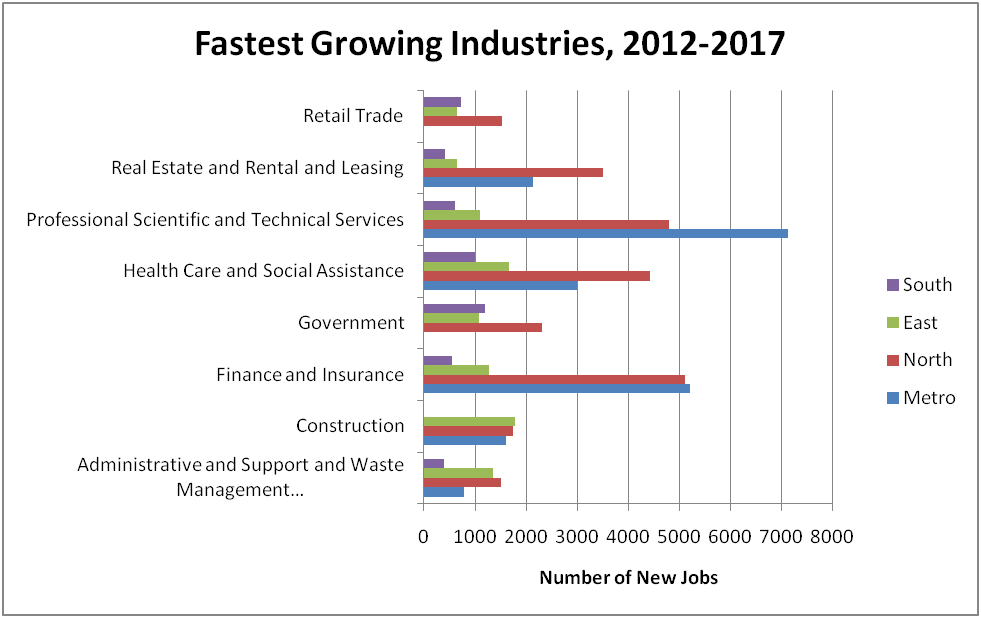 Fastest Growing Industries, 2012-2017
Retail Trade
Real Estate and Rental and Leasing
Professional Scientific and Technical Services
Health Care and Social Assistance
Government
Finance and Insurance
Construction
Administrative and Support and Waste
Management...
South
East
North
Metro
0 1000 2000 3000 4000 5000 6000 7000 8000
Number of New Jobs